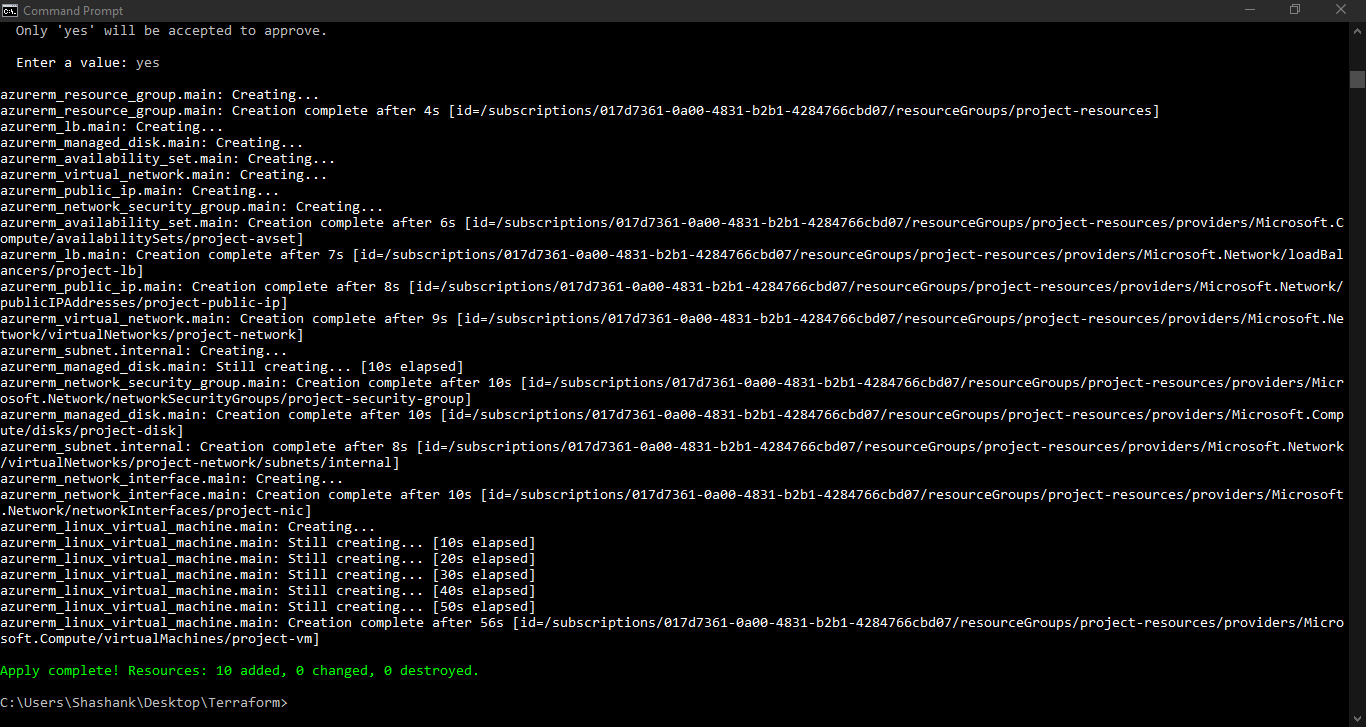 Command Prompt
Only 'yes' will be accepted to approve.
Enter a value: yes
azurerm_resource_group.main: Creating...
azurerm_resource_group.main: Creation complete after 4s [id=/subscriptions/017d7361-0a00-4831-b2b1-4284766cbd07/resourceGroups/project-resources]
azurerm_lb.main: Creating...
azurerm_managed_disk.main: Creating...
azurerm_availability_set.main: Creating...
azurerm_virtual_network.main: Creating...
azurerm_public_ip.main: Creating...
azurerm_network_security_group.main: Creating...
azurerm_availability_set.main: Creation complete after 6s [id=/subscriptions/017d7361-0a00-4831-b2b1-4284766cbd07/resourceGroups/project-resources/providers/Microsoft.C
ompute/availabilitySets/project-avset]
azurerm_lb.main: Creation complete after 7s [id=/subscriptions/017d7361-0a00-4831-b2b1-4284766cbd07/resourceGroups/project-resources/providers/Microsoft.Network/loadBal
ancers/project-lb]
azurerm_public_ip.main: Creation complete after 8s [id=/subscriptions/017d7361-0a00-4831-b2b1-4284766cbd07/resourceGroups/project-resources/providers/Microsoft.Network/
publicIPAddresses/project-public-ip]
azurerm_virtual_network.main: Creation complete after 9s [id=/subscriptions/017d7361-0a00-4831-b2b1-4284766cbd07/resourceGroups/project-resources/providers/Microsoft.Ne
twork/virtualNetworks/project-network]
azurerm_subnet.internal: Creating...
azurerm_managed_disk.main: Still creating... [10s elapsed]
azurerm_network_security_group.main: Creation complete after 10s [id=/subscriptions/017d7361-0a00-4831-b2b1-4284766cbd07/resourceGroups/project-resources/providers/Micr
osoft.Network/networkSecurityGroups/project-security-group]
azurerm_managed_disk.main: Creation complete after 10s [id=/subscriptions/017d7361-0a00-4831-b2b1-4284766cbd07/resourceGroups/project-resources/providers/Microsoft.Comp
ute/disks/project-disk]
azurerm_subnet.internal: Creation complete after 8s [id=/subscriptions/017d7361-0a00-4831-b2b1-4284766cbd07/resourceGroups/project-resources/providers/Microsoft.Network
/virtualNetworks/project-network/subnets/internal]
azurerm_network_interface.main: Creating...
azurerm_network_interface.main: Creation complete after 10s [id=/subscriptions/017d7361-0a00-4831-b2b1-4284766cbd07/resourceGroups/project-resources/providers/Microsoft
.Network/networkInterfaces/project-nic]
azurerm_linux_virtual_machine.main: Creating...
azurerm_linux_virtual_machine.main: Still creating... [10s elapsed]
azurerm_linux_virtual_machine.main: Still creating... [20s elapsed]
azurerm_linux_virtual_machine.main: Still creating... [30s elapsed]
azurerm_linux_virtual_machine.main: Still creating... [40s elapsed]
azurerm_linux_virtual_machine.main: Still creating... [50s elapsed]
azurerm_linux_virtual_machine.main: Creation complete after 56s [id=/subscriptions/017d7361-0a00-4831-b2b1-4284766cbd07/resourceGroups/project-resources/providers/Micro
soft.Compute/virtualMachines/project-vm]
Apply complete! Resources: 10 added, 0 changed, 0 destroyed.
C:\Users\Shashank\Desktop\Terraform>